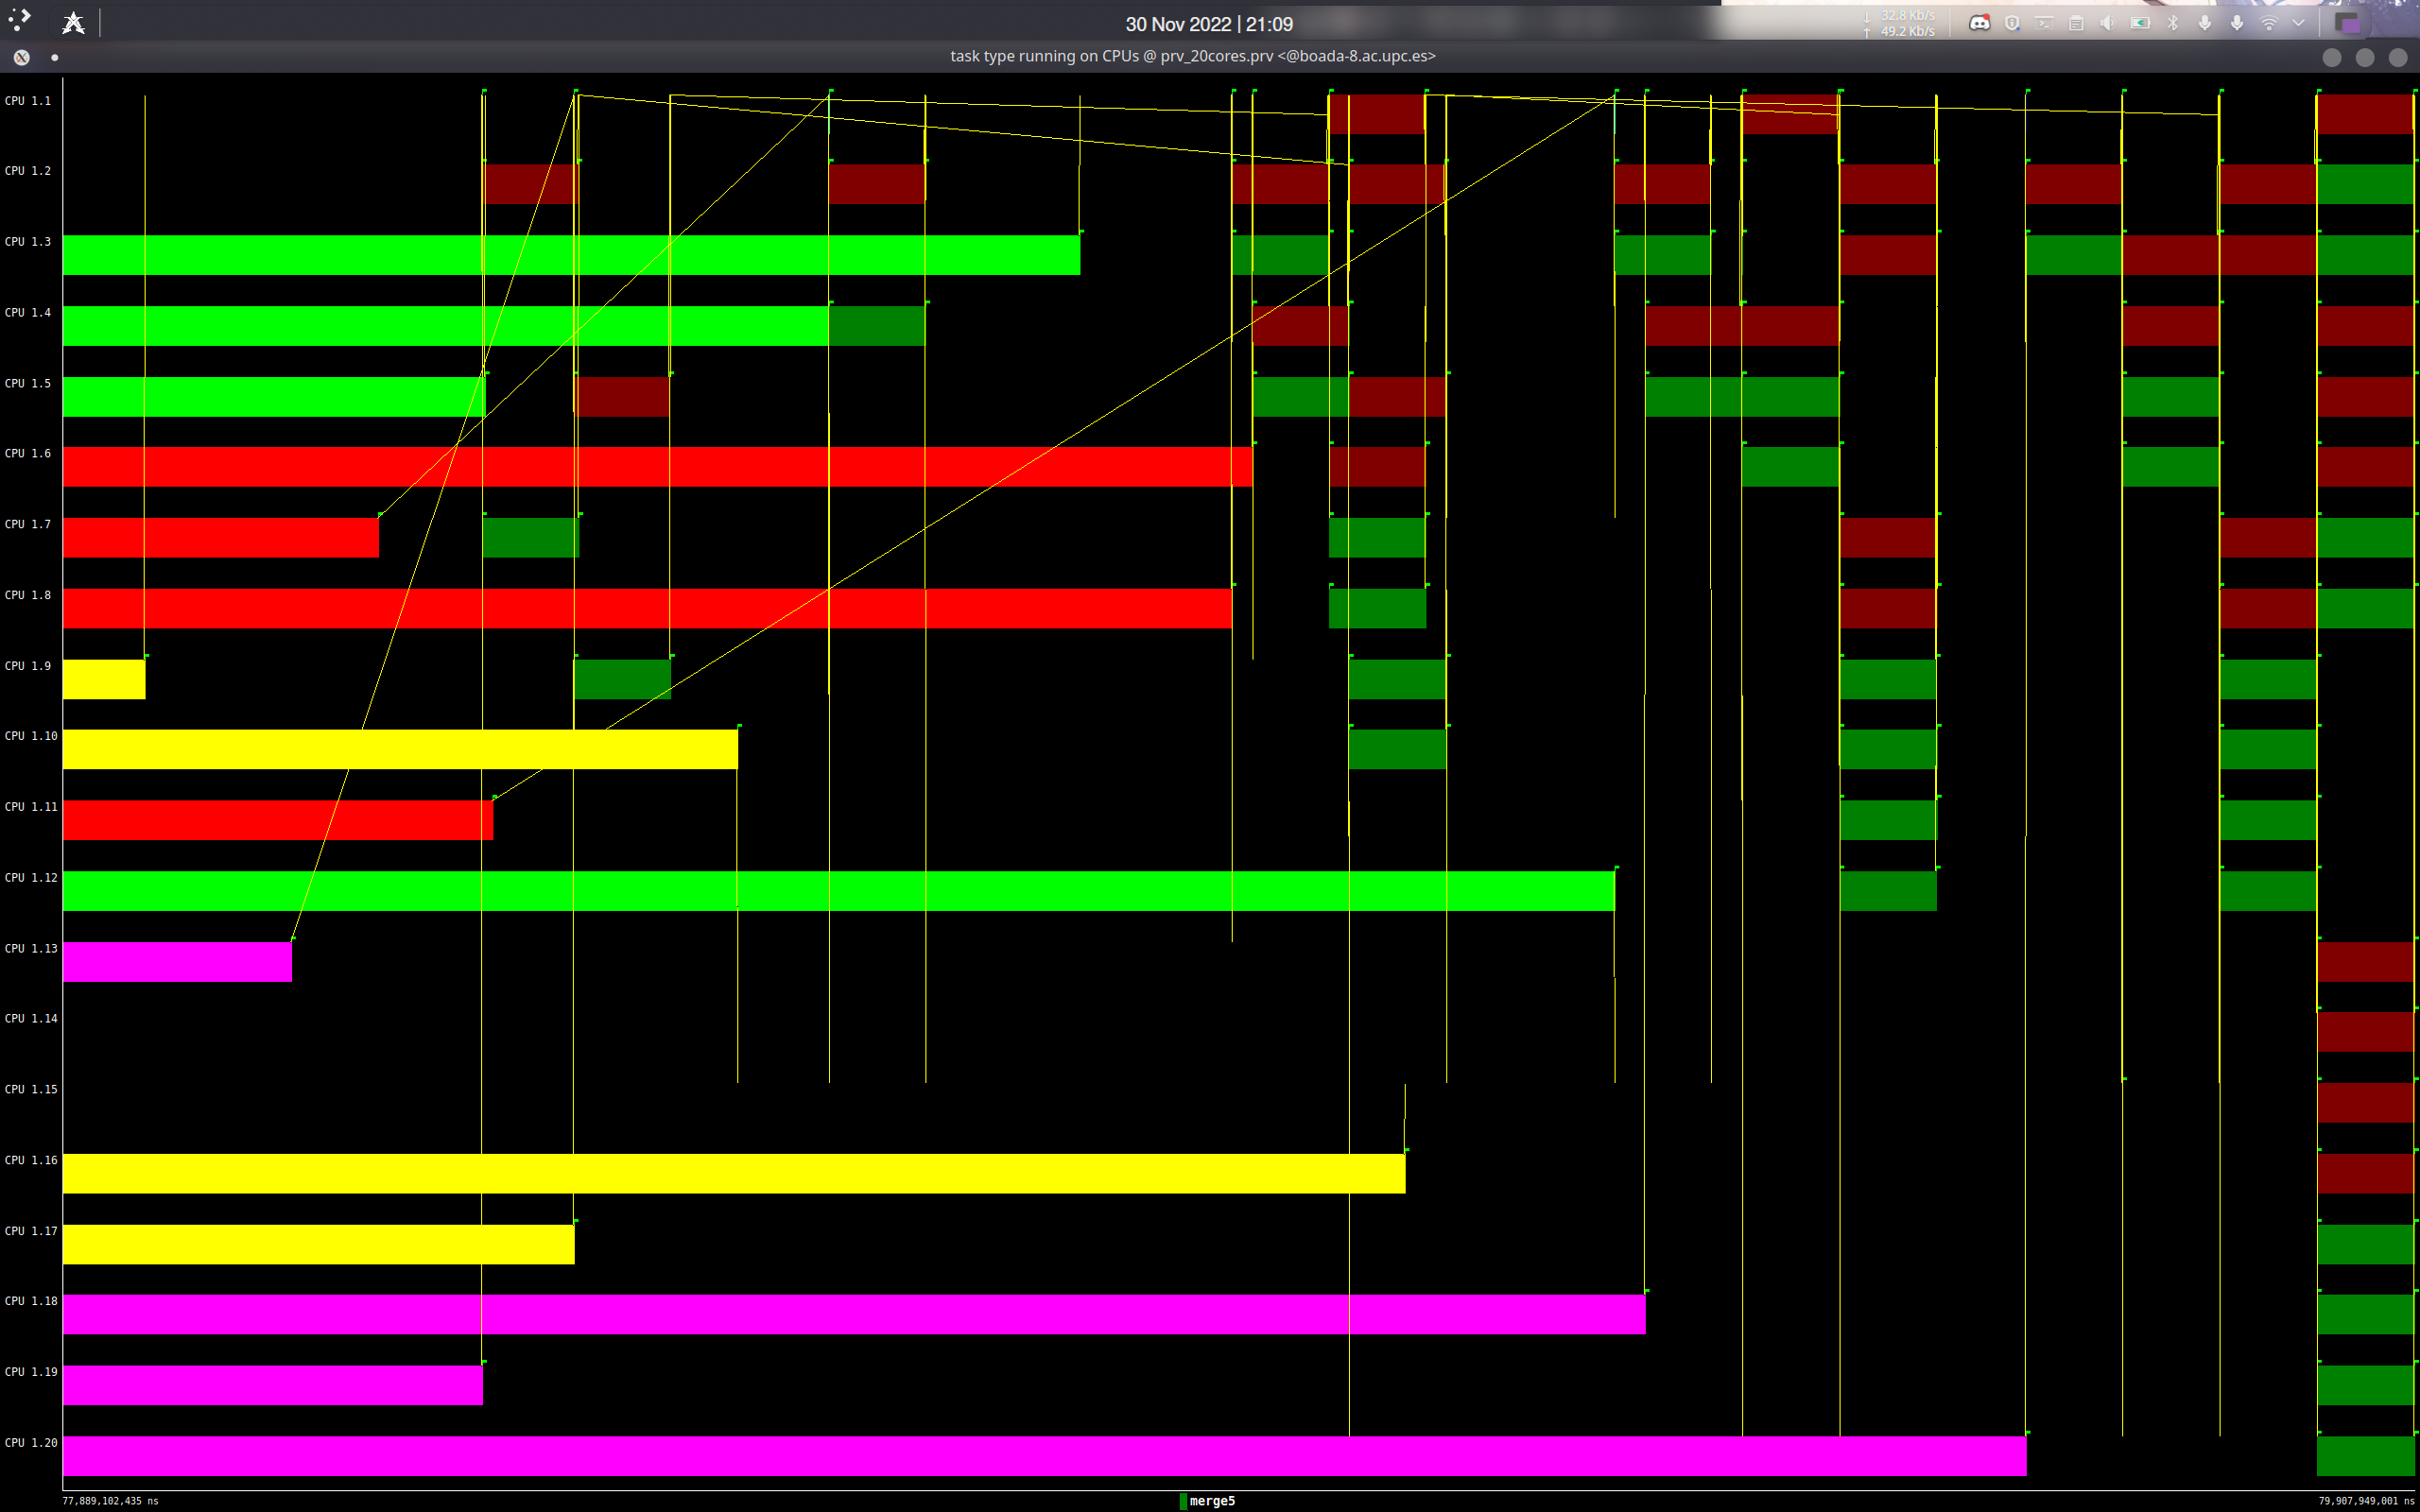 30 Nov 2022 | 21:09
↓ 32.8 Kb/s
↑ 49.2 Kb/s
task type running on CPUs @ prv_20cores.prv <@boada-8.ac.upc.es>
CPU 1.1
CPU 1.2
CPU 1.3
CPU 1.4
CPU 1.5
CPU 1.6
CPU 1.7
CPU 1.8
CPU 1.9
CPU 1.10
CPU 1.11
CPU 1.12
CPU 1.13
CPU 1.14
CPU 1.15
CPU 1.16
CPU 1.17
CPU 1.18
CPU 1.19
CPU 1.20
77,889,102,435 ns
merge5
79,907,949,001 ns